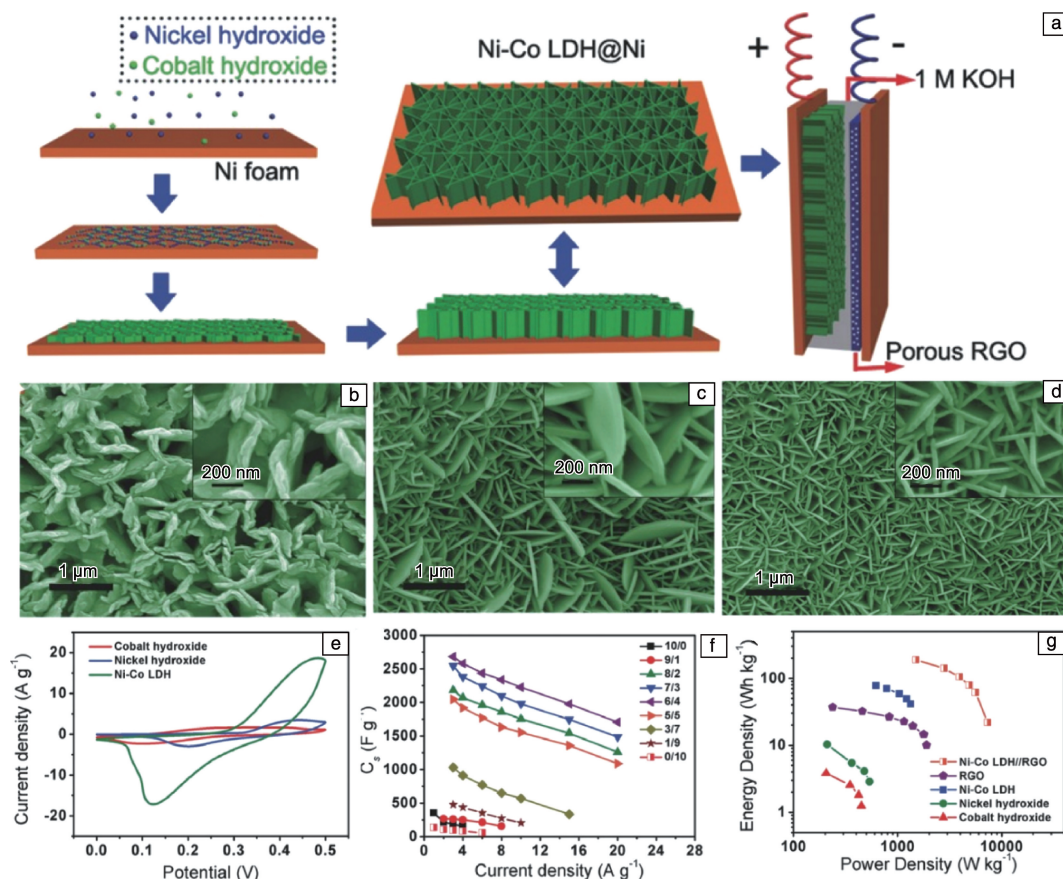 a
Nickel hydroxide
Cobalt hydroxide
Ni foam
Ni-Co LDH@Ni
+
-
1 M KOH
Porous RGO
b
200 nm
1 μm
c
200 nm
1 μm
d
200 nm
1 μm
e
Cobalt hydroxide
Nickel hydroxide
Ni-Co LDH
Current density (A g⁻¹)
20
10
0
-10
-20
0.0 0.1 0.2 0.3 0.4 0.5
Potential (V)
f
10/0
9/1
8/2
7/3
6/4
5/5
3/7
1/9
0/10
Cs (F g⁻¹)
3000
2500
2000
1500
1000
500
0
0 4 8 12 16 20 24 28
Current density (A g⁻¹)
g
Energy Density (Wh kg⁻¹)
100
10
1
Ni-Co LDH//RGO
RGO
Ni-Co LDH
Nickel hydroxide
Cobalt hydroxide
100 1000 10000
Power Density (W kg⁻¹)